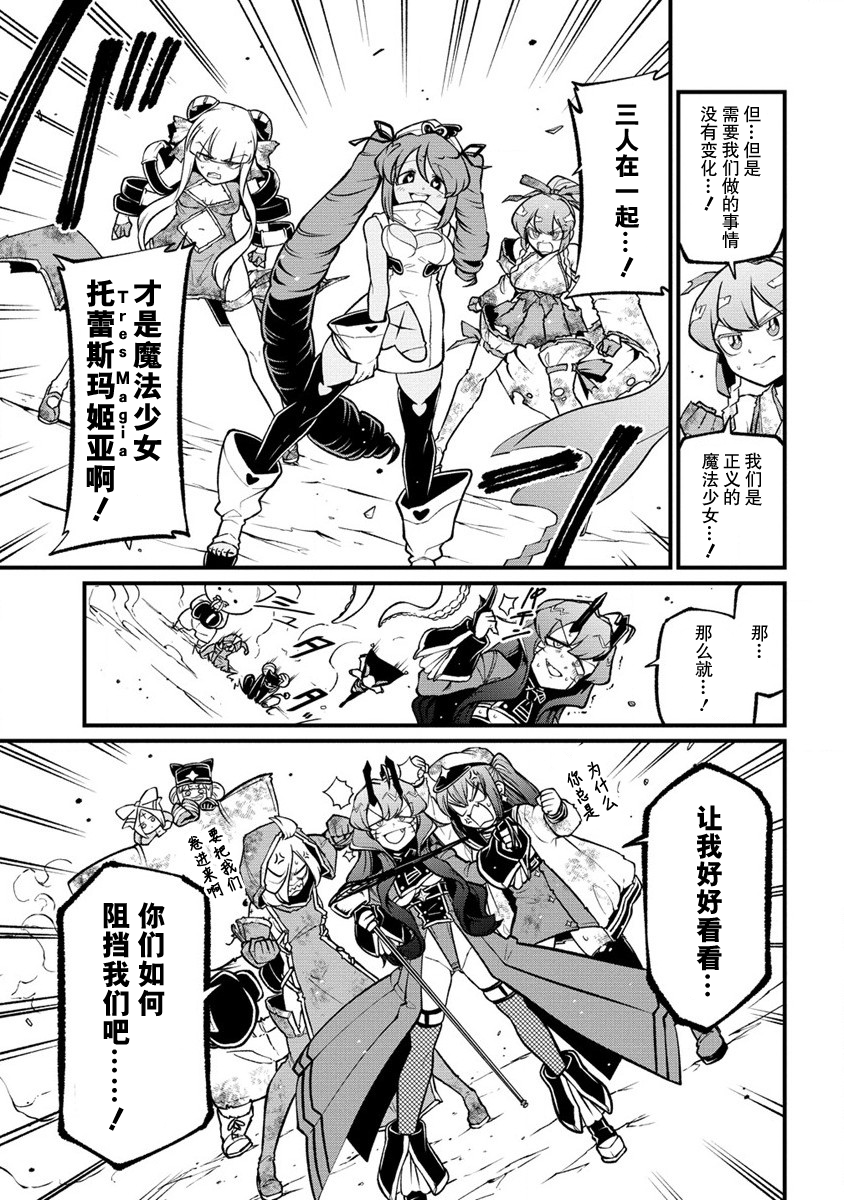 但…但是
需要我们做的事情
没有变化…！
我们是
正义的
魔法少女…！
三人在一起…！
才是魔法少女
Tres Magia
托蕾斯玛姬亚啊！
那…
那么就…！
ダダダ
为什么
你总是
要把我们
卷进来啊
让我好好看看…
你们如何
阻挡我们吧……！